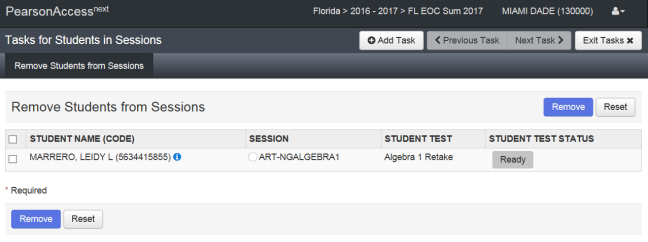 PearsonAccessnext Florida > 2016 - 2017 > FL EOC Sum 2017 MIAMI DADE (130000)
Tasks for Students in Sessions Add Task Previous Task Next Task Exit Tasks
Remove Students from Sessions
Remove Students from Sessions Remove Reset
STUDENT NAME (CODE) SESSION STUDENT TEST STUDENT TEST STATUS
MARRERO, LEIDY L (5634415855) ART-NGALGEBRA1 Algebra 1 Retake Ready
* Required
Remove Reset